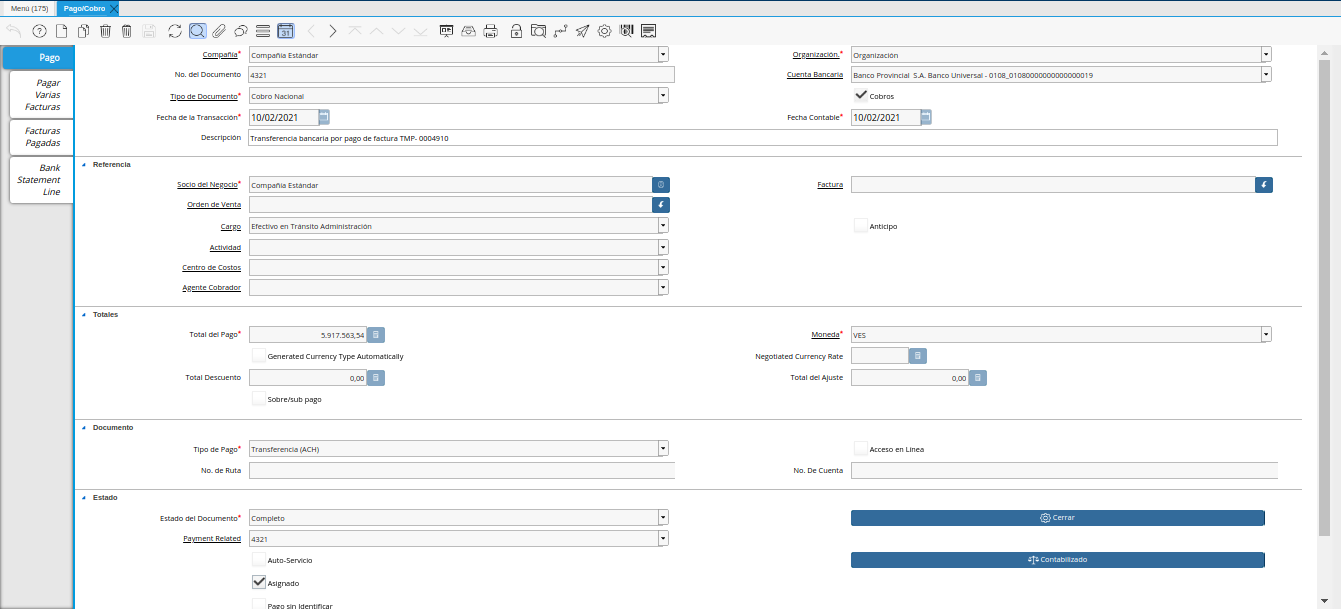 Menú (175) Pago/Cobro
31
Pago
Pagar Varias Facturas
Facturas Pagadas
Bank Statement Line
Compañía* Compañía Estándar Organización.* Organización
No. del Documento 4321 Cuenta Bancaria Banco Provincial S.A. Banco Universal - 0108_01080000000000000019
Tipo de Documento* Cobro Nacional Cobros
Fecha de la Transacción* 10/02/2021 Fecha Contable* 10/02/2021
Descripción Transferencia bancaria por pago de factura TMP- 0004910
Referencia
Socio del Negocio* Compañía Estándar Factura
Orden de Venta
Cargo Efectivo en Tránsito Administración Anticipo
Actividad
Centro de Costos
Agente Cobrador
Totales
Total del Pago* 5.917.563,54 Moneda* VES
Generated Currency Type Automatically Negotiated Currency Rate
Total Descuento 0,00 Total del Ajuste 0,00
Sobre/sub pago
Documento
Tipo de Pago* Transferencia (ACH) Acceso en Línea
No. de Ruta No. De Cuenta
Estado
Estado del Documento* Completo Cerrar
Payment Related 4321
Auto-Servicio Contabilizado
Asignado
Pago sin Identificar